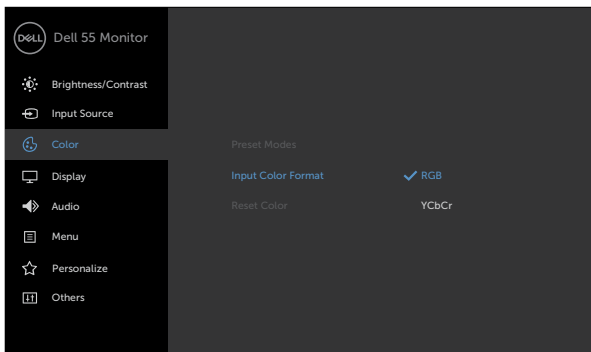 DELL Dell 55 Monitor
Brightness/Contrast
Input Source
Color
Preset Modes
Display
Input Color Format RGB
Audio
Reset Color YCbCr
Menu
Personalize
Others